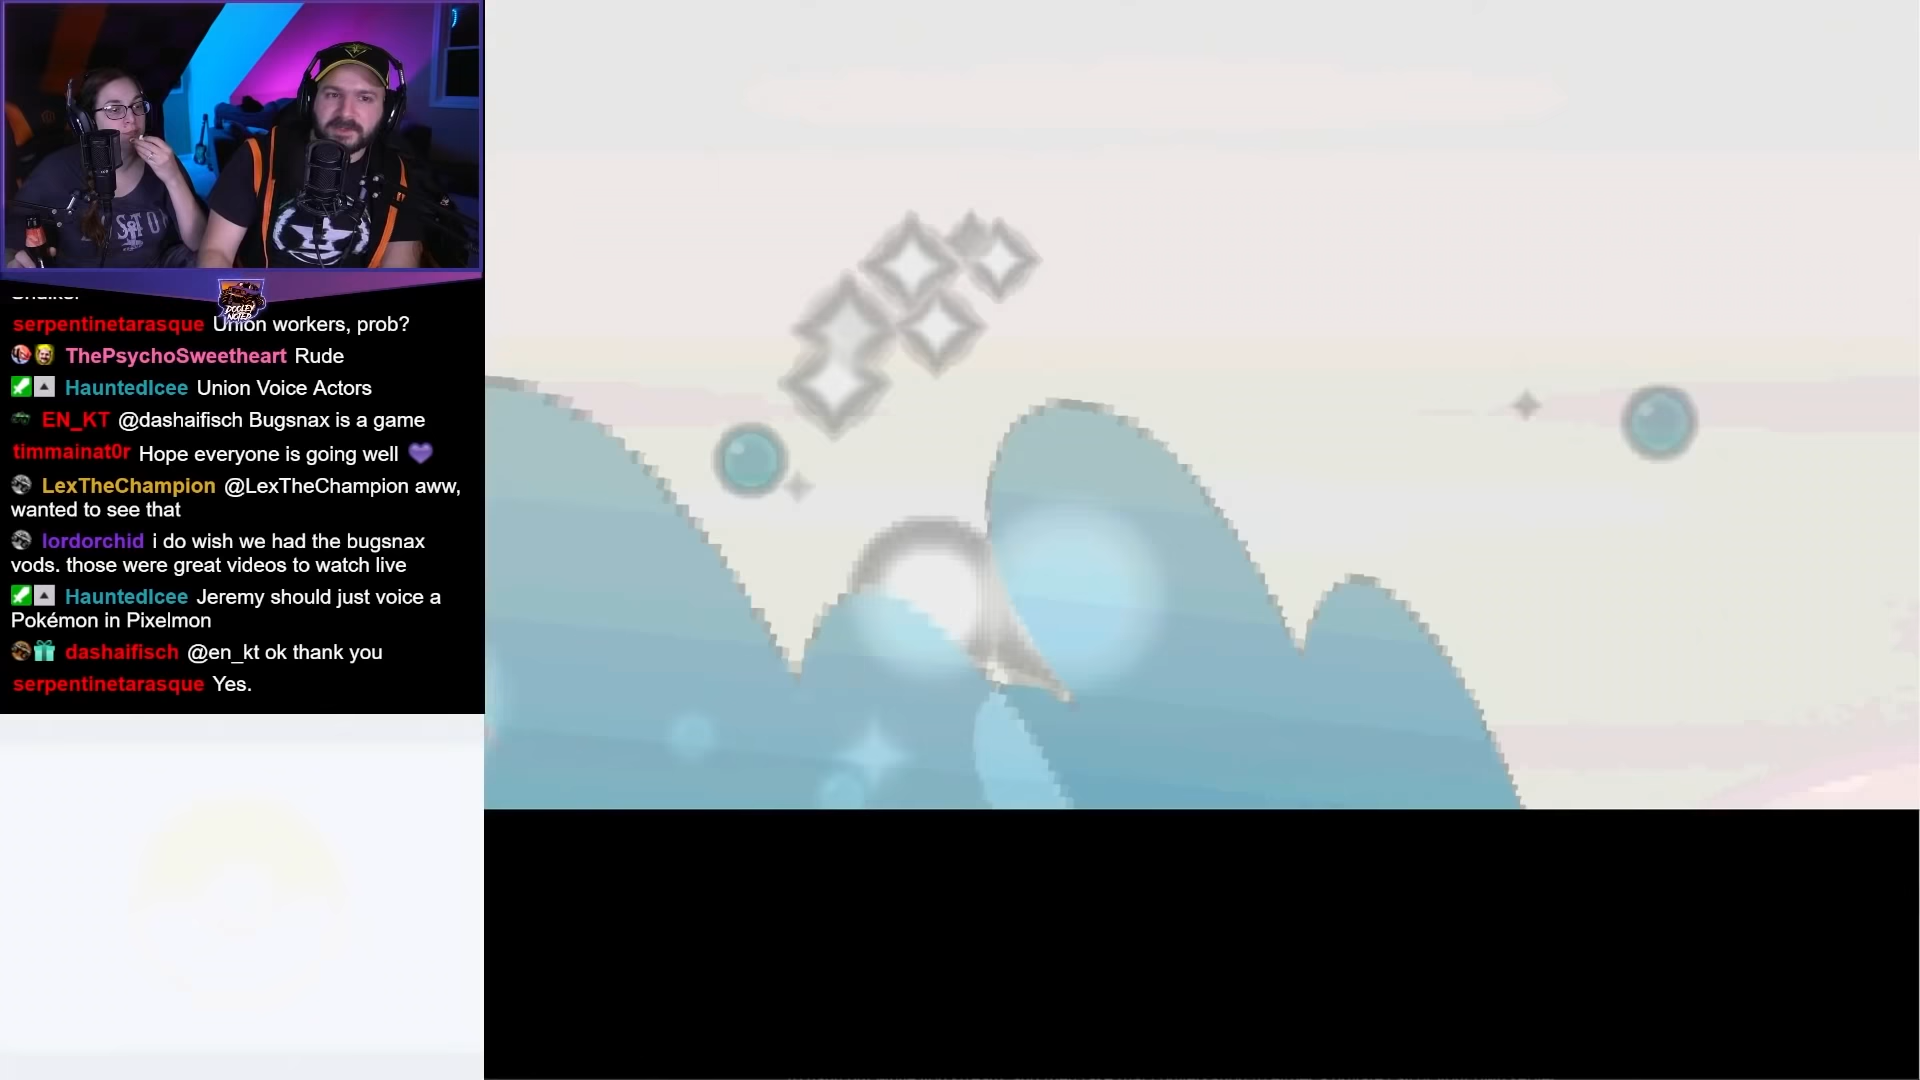 DOOLEY
NOTED
serpentinetarasque Union workers, prob?
ThePsychoSweetheart Rude
HauntedIcee Union Voice Actors
EN_KT @dashaifisch Bugsnax is a game
timmainat0r Hope everyone is going well
LexTheChampion @LexTheChampion aww,
wanted to see that
lordorchid i do wish we had the bugsnax
vods. those were great videos to watch live
HauntedIcee Jeremy should just voice a
Pokémon in Pixelmon
dashaifisch @en_kt ok thank you
serpentinetarasque Yes.